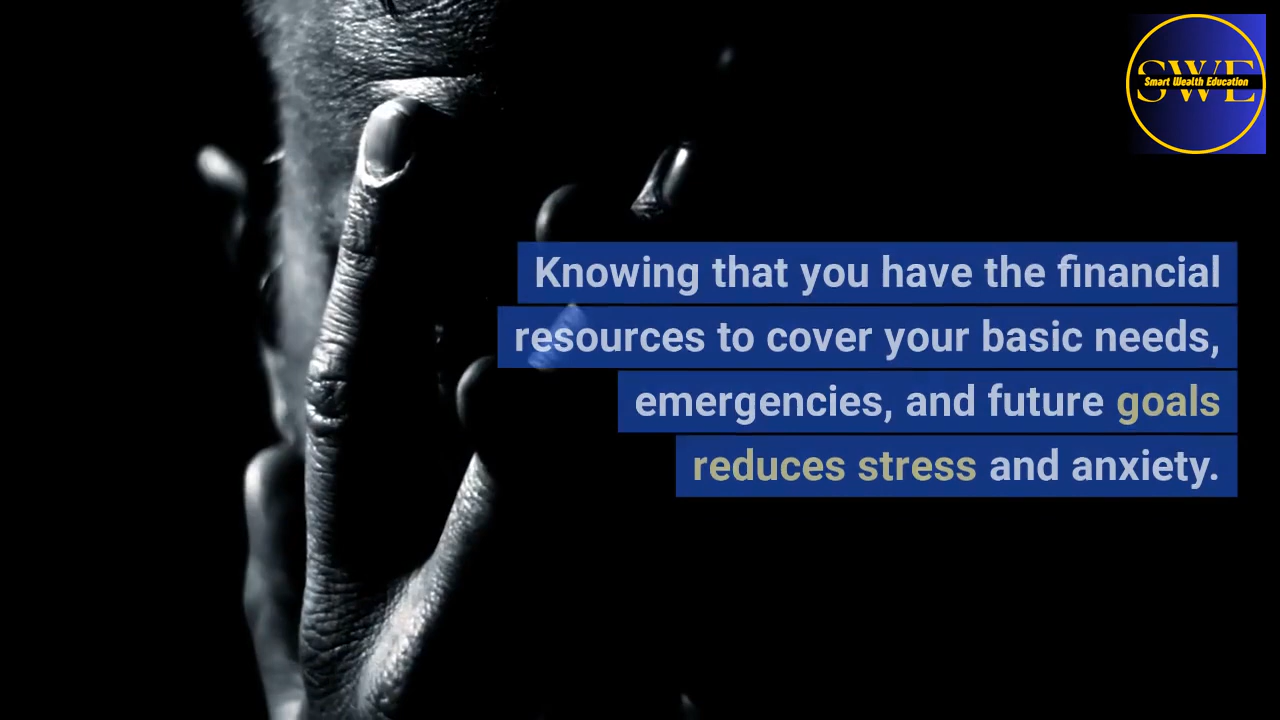 SWE
Smart Wealth Education
Knowing that you have the financial
resources to cover your basic needs,
emergencies, and future goals
reduces stress and anxiety.